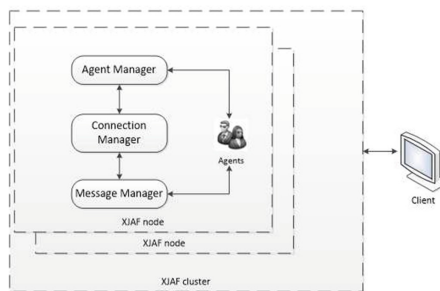 Agent Manager
Connection
Manager
Agents
Message Manager
XJAF node
XJAF node
XJAF cluster
Client